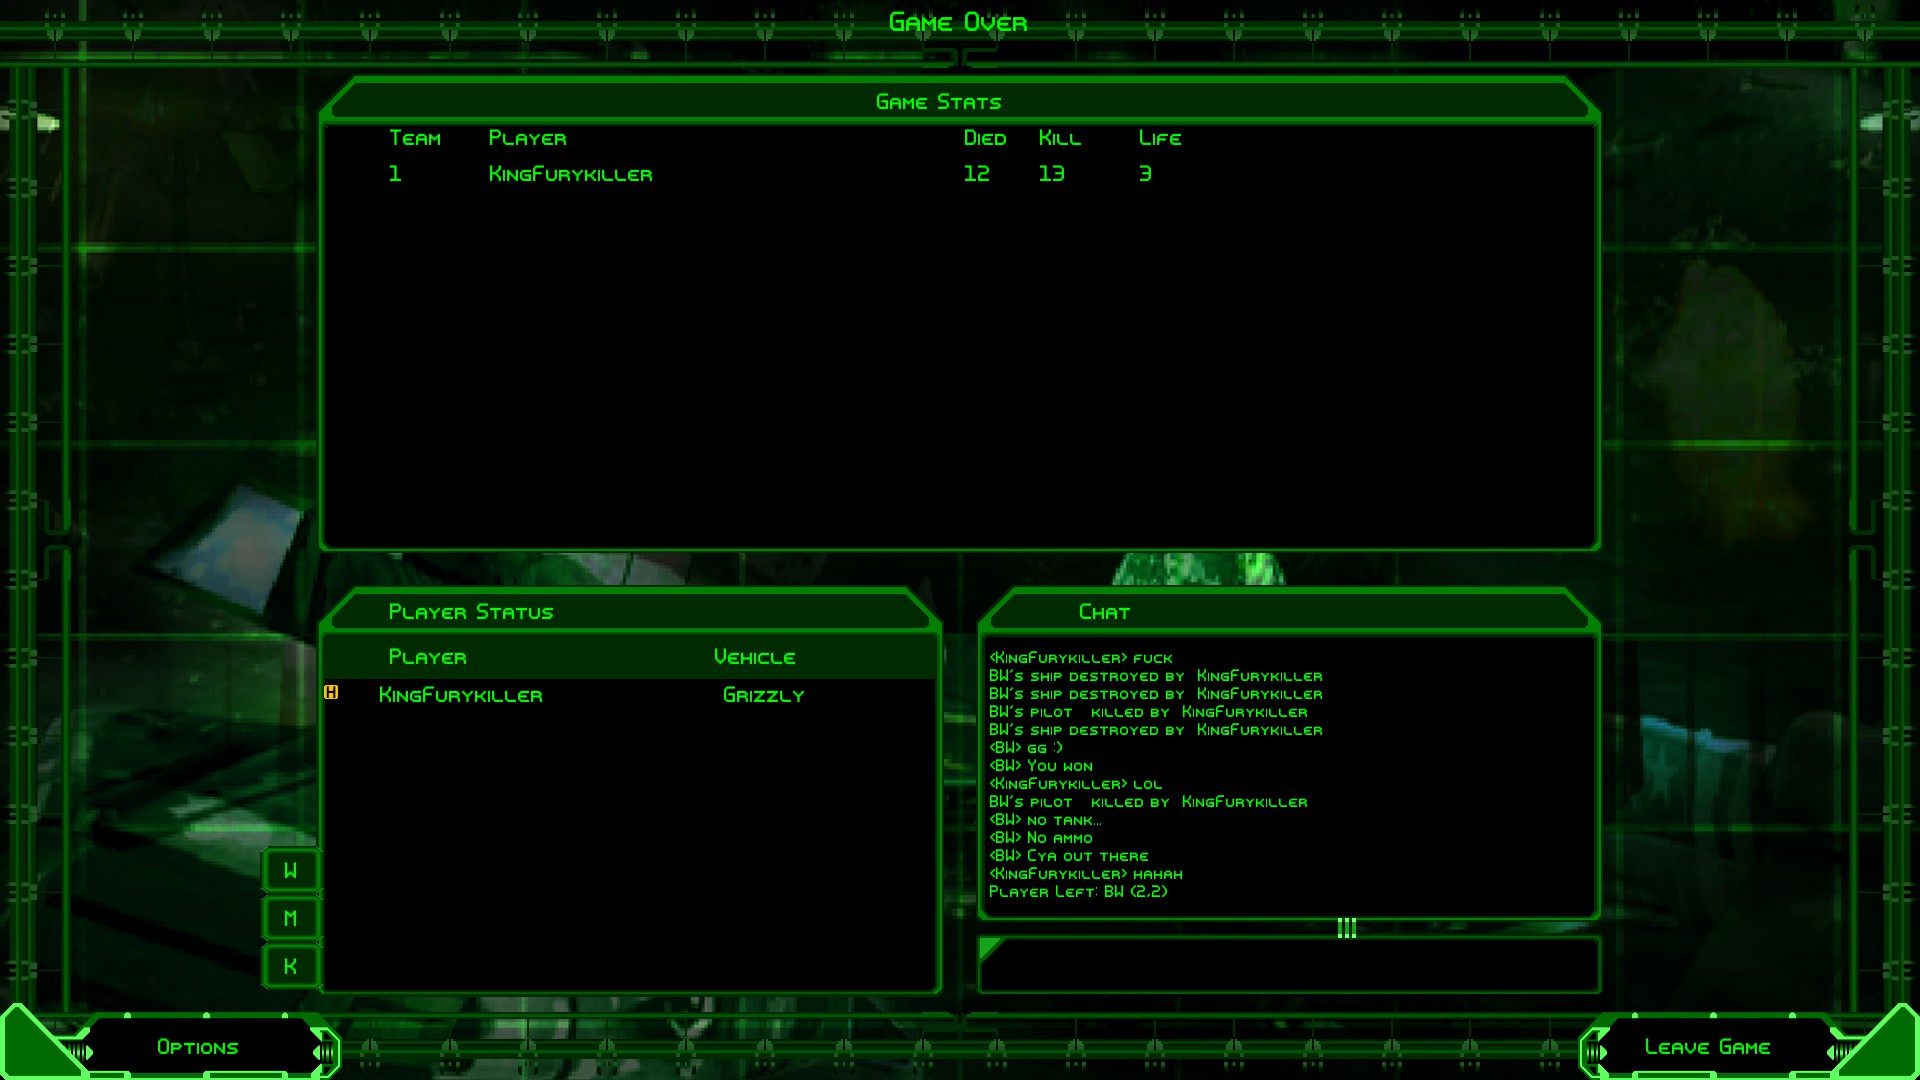 Game Over
Game Stats
Team Player Died Kill Life
1 KingFurykiller 12 13 3
Player Status
Player Vehicle
H KingFurykiller Grizzly
W
M
K
Chat
<KingFurykiller> fuck
BW's ship destroyed by KingFurykiller
BW's ship destroyed by KingFurykiller
BW's pilot killed by KingFurykiller
BW's ship destroyed by KingFurykiller
<BW> gg :)
<BW> You won
<KingFurykiller> lol
BW's pilot killed by KingFurykiller
<BW> no tank...
<BW> No ammo
<BW> Cya out there
<KingFurykiller> hahah
Player Left: BW (2,2)
Options
Leave Game